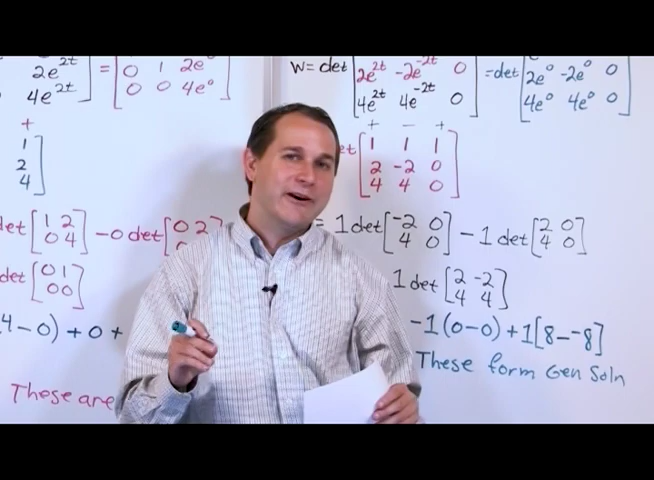 2e^2t
4e^2t
=
0 1 2e
0 0 4e^0
+
1
2
4
det [1 2
0 4] -0 det [0 2
det [0 1
0 0]
4-0) + 0 +
These are
W = det
2e^2t -2e^-2t 0
4e^2t 4e^-2t 0
= det
2e^0 -2e^0 0
4e^0 4e^0 0
+ - +
1 1 1
2 -2 0
4 4 0
= 1 det [-2 0
4 0] - 1 det [2 0
4 0]
1 det [2 -2
4 4]
-1(0-0) + 1[8--8]
These form Gen Soln